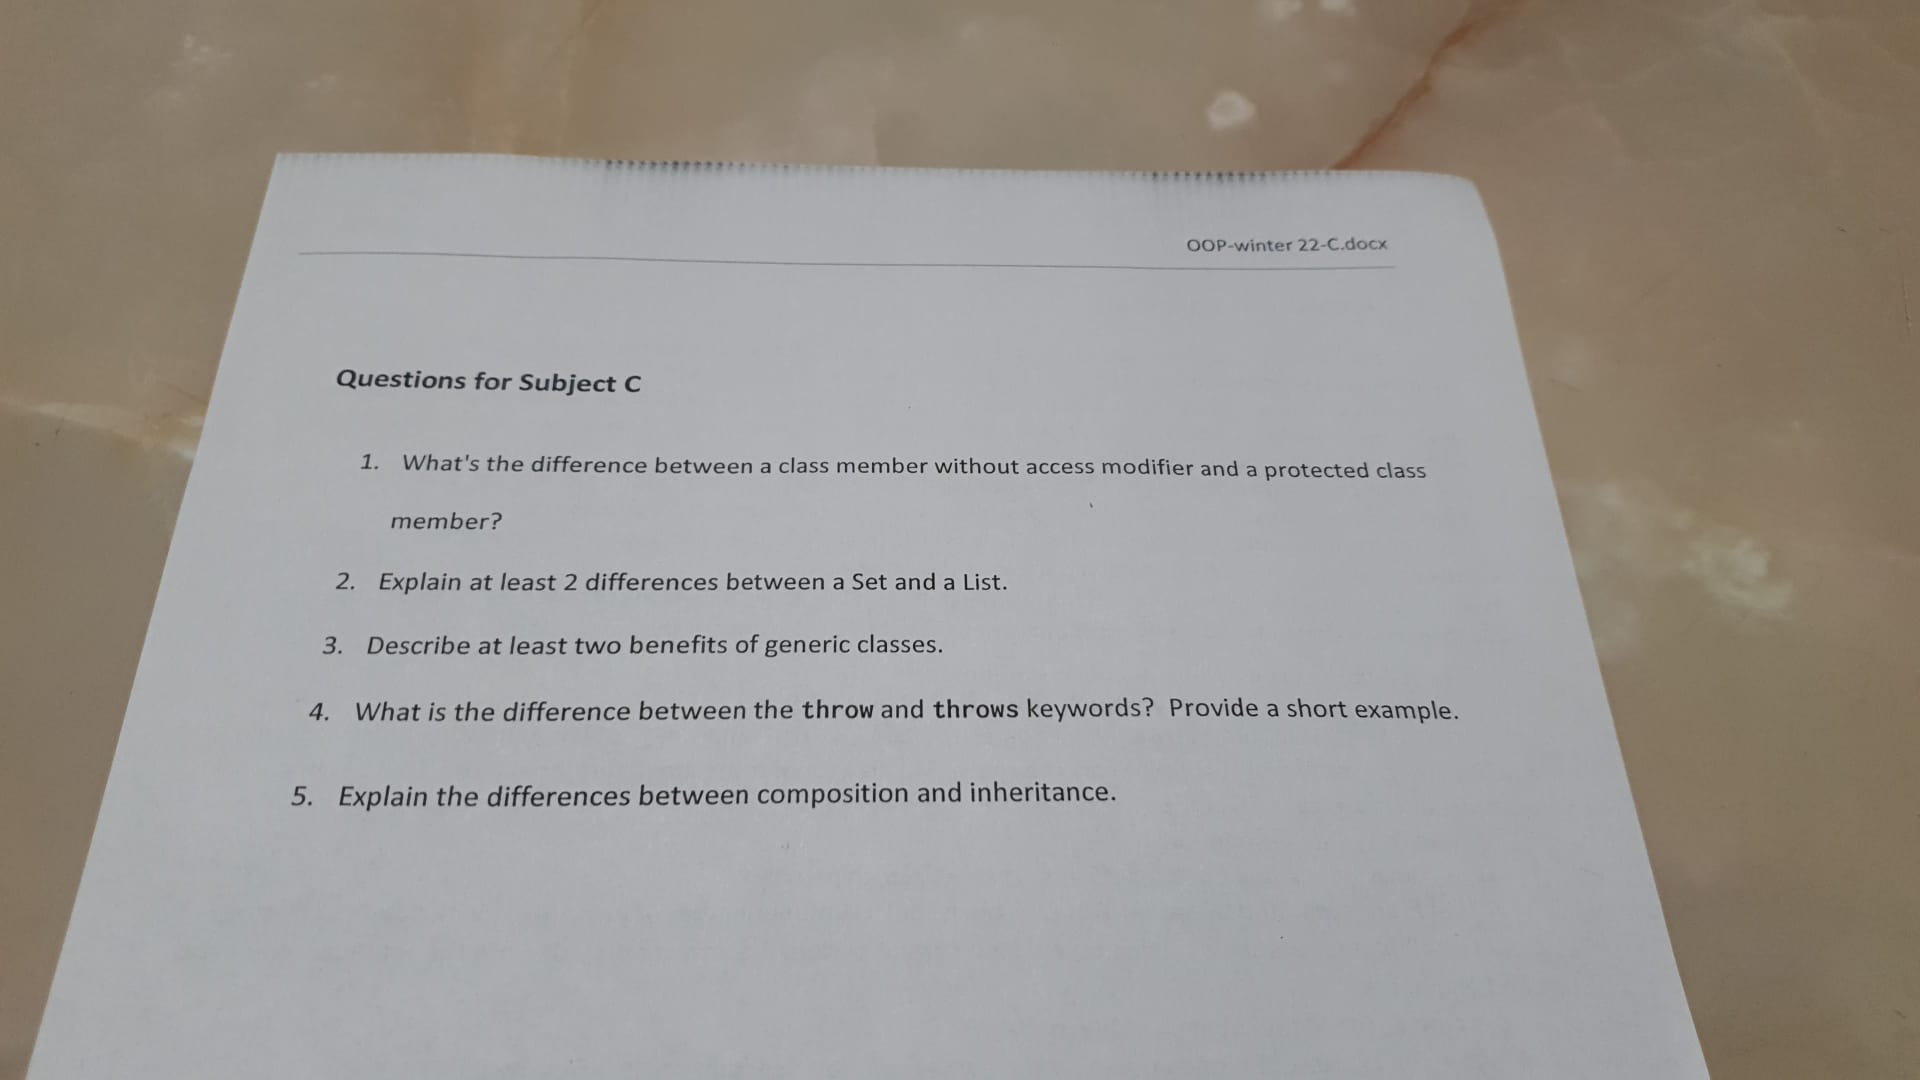 OOP-winter 22-C.docx
Questions for Subject C
1. What's the difference between a class member without access modifier and a protected class
member?
2. Explain at least 2 differences between a Set and a List.
3. Describe at least two benefits of generic classes.
4. What is the difference between the throw and throws keywords? Provide a short example.
5. Explain the differences between composition and inheritance.